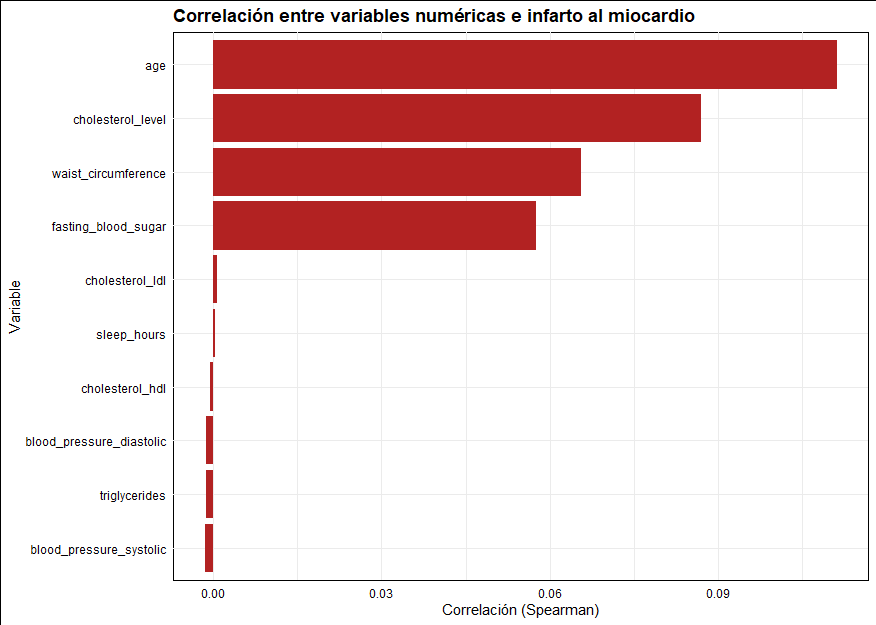 Correlación entre variables numéricas e infarto al miocardio
age
cholesterol_level
waist_circumference
fasting_blood_sugar
cholesterol_ldl
sleep_hours
cholesterol_hdl
blood_pressure_diastolic
triglycerides
blood_pressure_systolic
Variable
0.00 0.03 0.06 0.09
Correlación (Spearman)